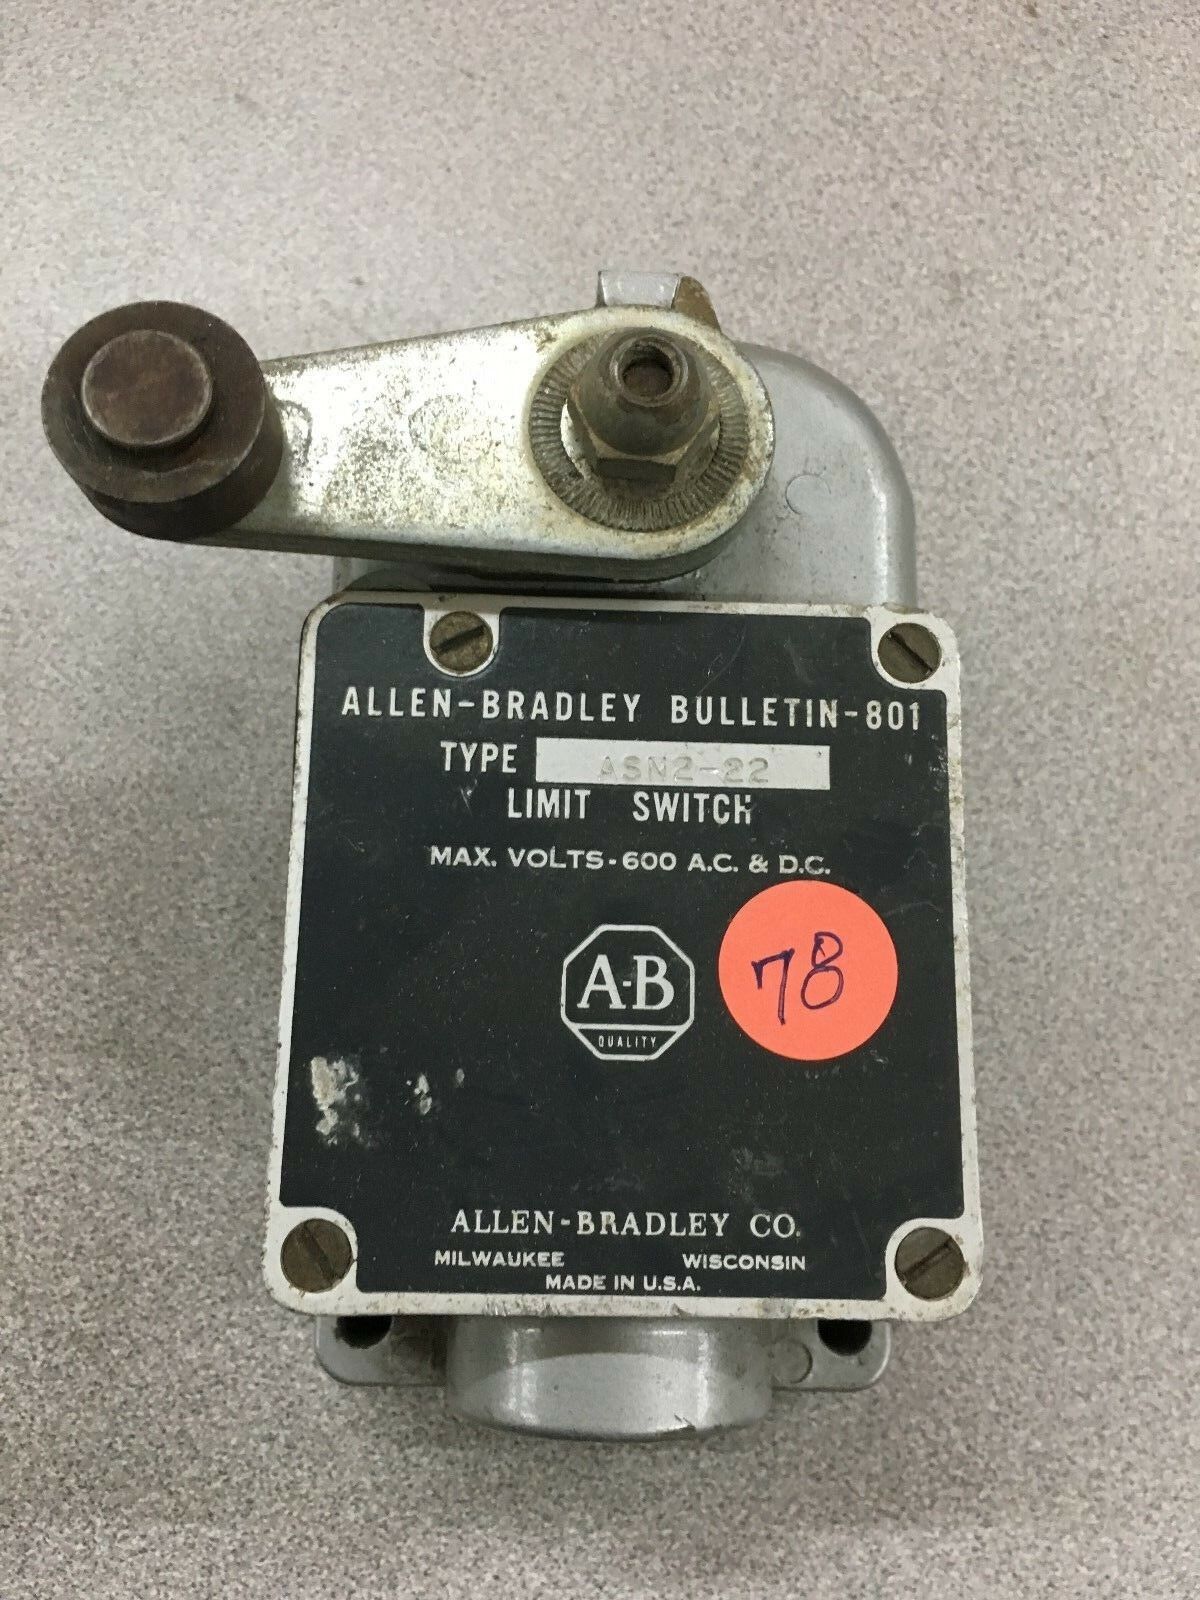 ALLEN-BRADLEY BULLETIN-801
TYPE ASN2-22
LIMIT SWITCH
MAX. VOLTS-600 A.C. & D.C.
A-B
QUALITY
78
ALLEN-BRADLEY CO.
MILWAUKEE WISCONSIN
MADE IN U.S.A.